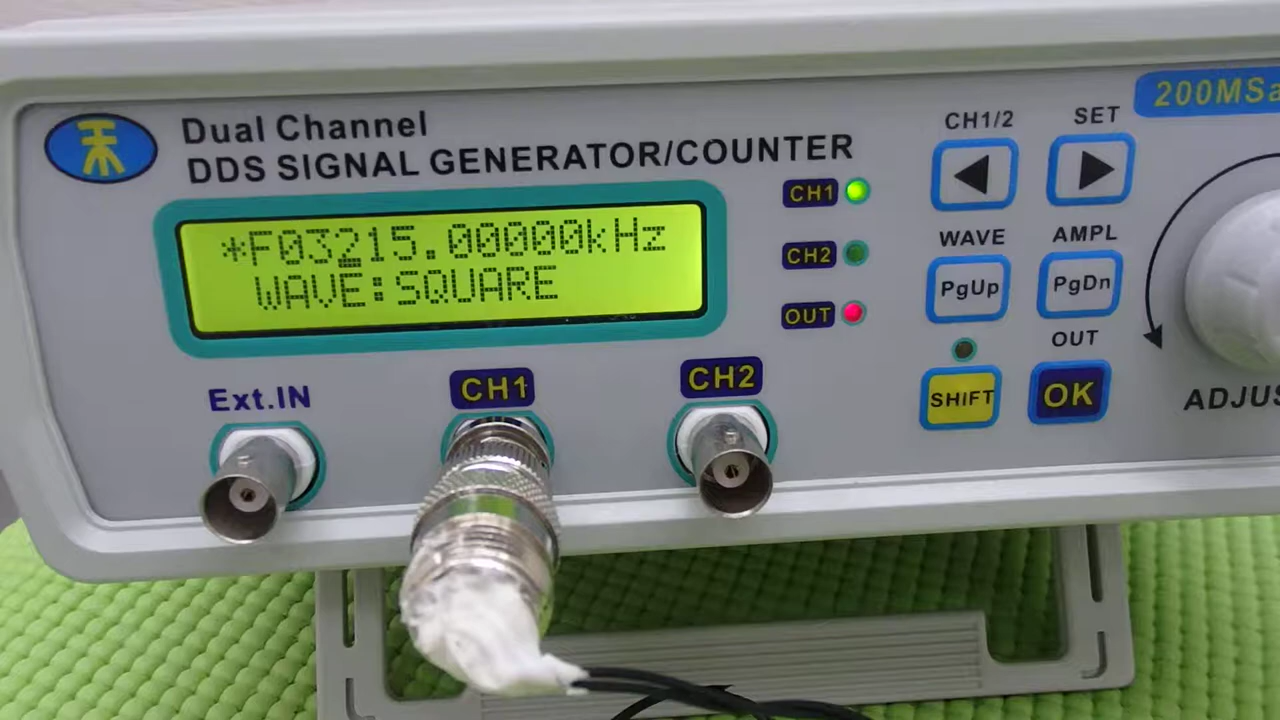 Dual Channel
DDS SIGNAL GENERATOR/COUNTER
200MSa
CH1/2
SET
*F03215.00000kHz
WAVE:SQUARE
CH1
CH2
OUT
WAVE
AMPL
PgUp
PgDn
OUT
SHIFT
OK
ADJUS
Ext.IN
CH1
CH2